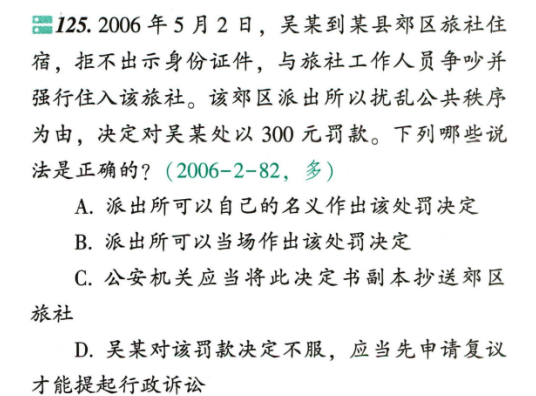 125. 2006 年 5 月 2 日，吴某到某县郊区旅社住
宿，拒不出示身份证件，与旅社工作人员争吵并
强行住入该旅社。该郊区派出所以扰乱公共秩序
为由，决定对吴某处以 300 元罚款。下列哪些说
法是正确的？（2006-2-82，多）
A. 派出所可以自己的名义作出该处罚决定
B. 派出所可以当场作出该处罚决定
C. 公安机关应当将此决定书副本抄送郊区
旅社
D. 吴某对该罚款决定不服，应当先申请复议
才能提起行政诉讼